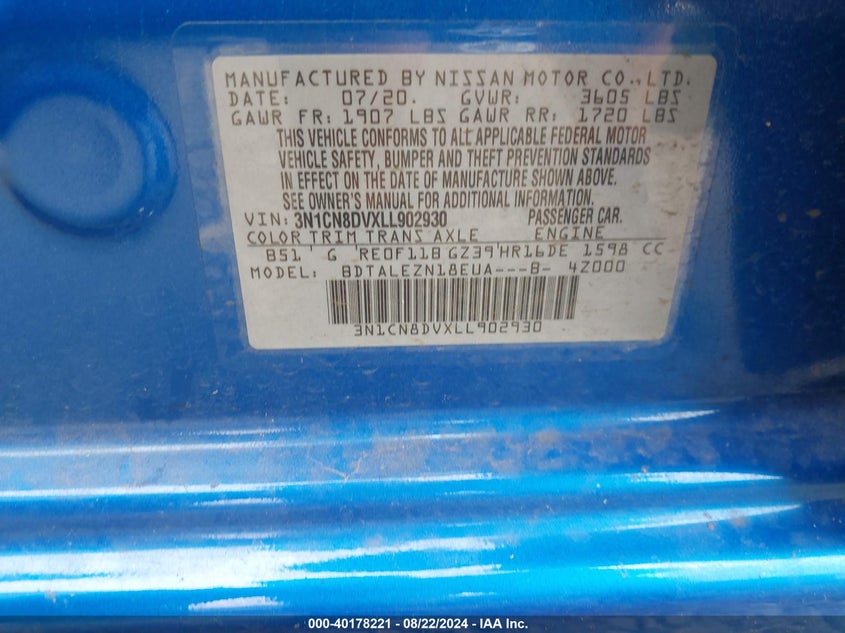 MANUFACTURED BY NISSAN MOTOR CO., LTD.
DATE: 07/20. GVWR: 3605 LBS
GAWR FR: 1907 LBS GAWR RR: 1720 LBS
THIS VEHICLE CONFORMS TO ALL APPLICABLE FEDERAL MOTOR
VEHICLE SAFETY, BUMPER AND THEFT PREVENTION STANDARDS
IN EFFECT ON THE DATE OF MANUFACTURE SHOWN ABOVE.
SEE OWNER'S MANUAL FOR ADDITIONAL INFORMATION.
VIN: 3N1CN8DVXLL902930 PASSENGER CAR.
COLOR TRIM TRANS AXLE ENGINE
B51' G RE0F11B GZ39'HR16DE 1598 CC
MODEL: BDTALEZN18EUA---B- 4Z000
3N1CN8DVXLL902930
000-40178221 - 08/22/2024 - IAA Inc.